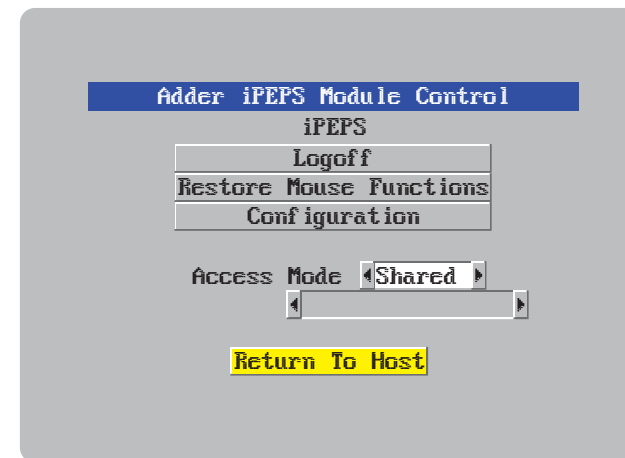 Adder iPEPS Module Control
iPEPS
Logoff
Restore Mouse Functions
Configuration
Access Mode Shared
Return To Host